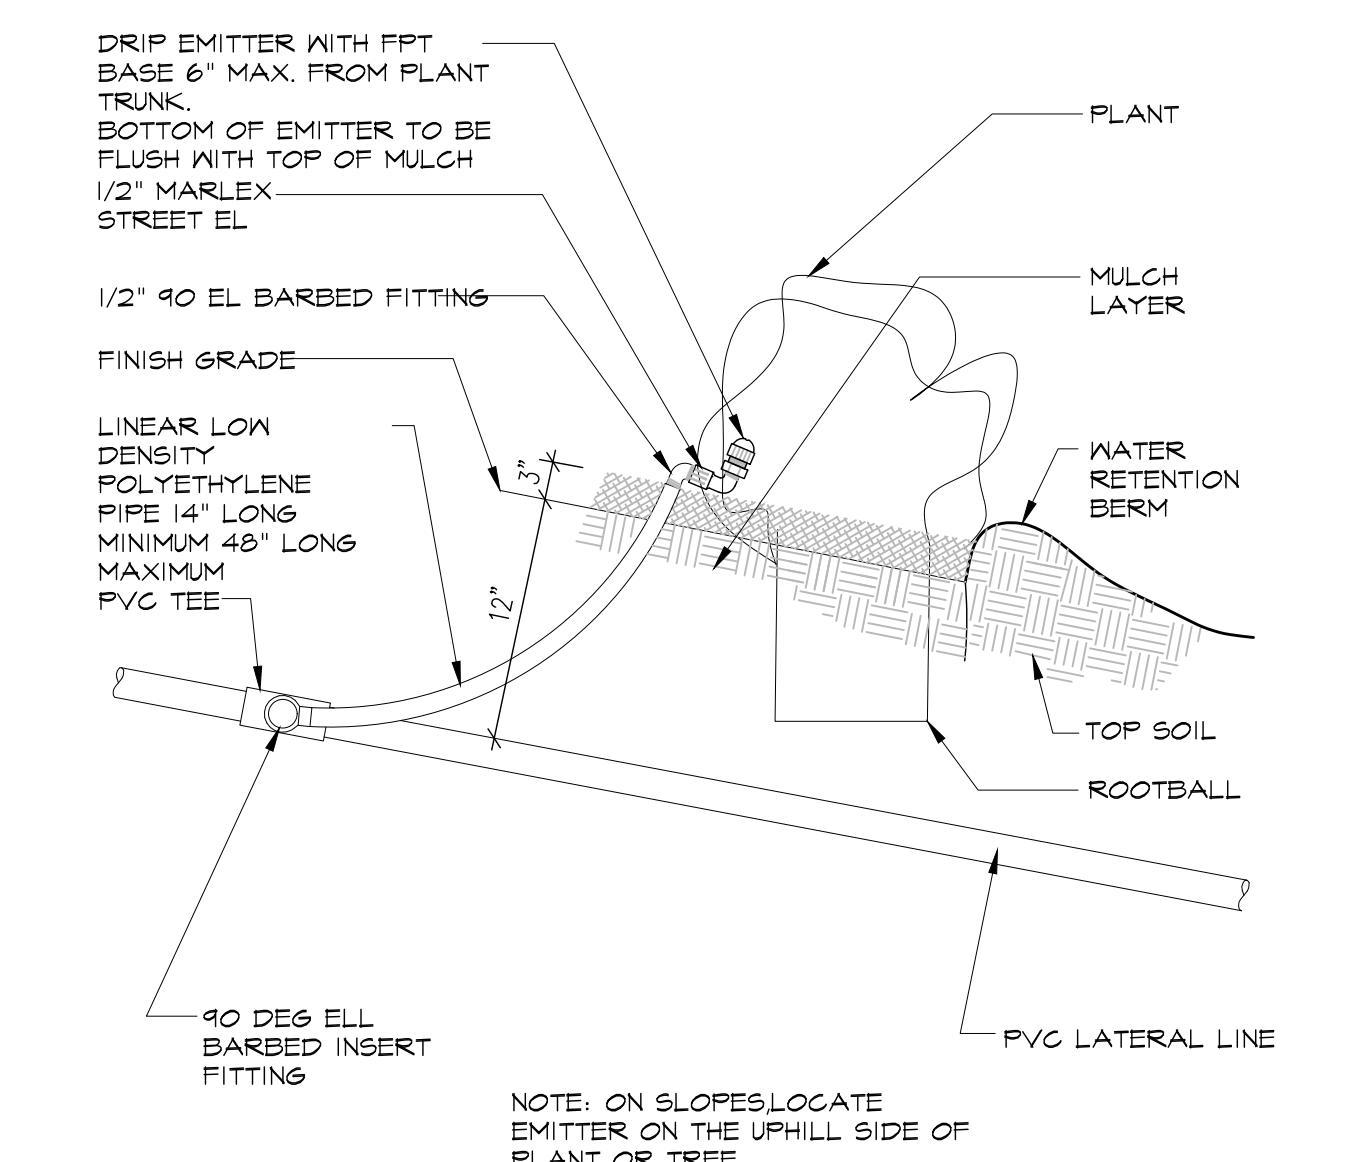 DRIP EMITTER WITH FPT
BASE 6" MAX. FROM PLANT
TRUNK.
BOTTOM OF EMITTER TO BE
FLUSH WITH TOP OF MULCH
1/2" MARLEX
STREET EL
1/2" 90 EL BARBED FITTING
FINISH GRADE
LINEAR LOW
DENSITY
POLYETHYLENE
PIPE 14" LONG
MINIMUM 48" LONG
MAXIMUM
PVC TEE
3"
12"
PLANT
MULCH
LAYER
WATER
RETENTION
BERM
TOP SOIL
ROOTBALL
PVC LATERAL LINE
90 DEG ELL
BARBED INSERT
FITTING
NOTE: ON SLOPES,LOCATE
EMITTER ON THE UPHILL SIDE OF
PLANT OR TREE